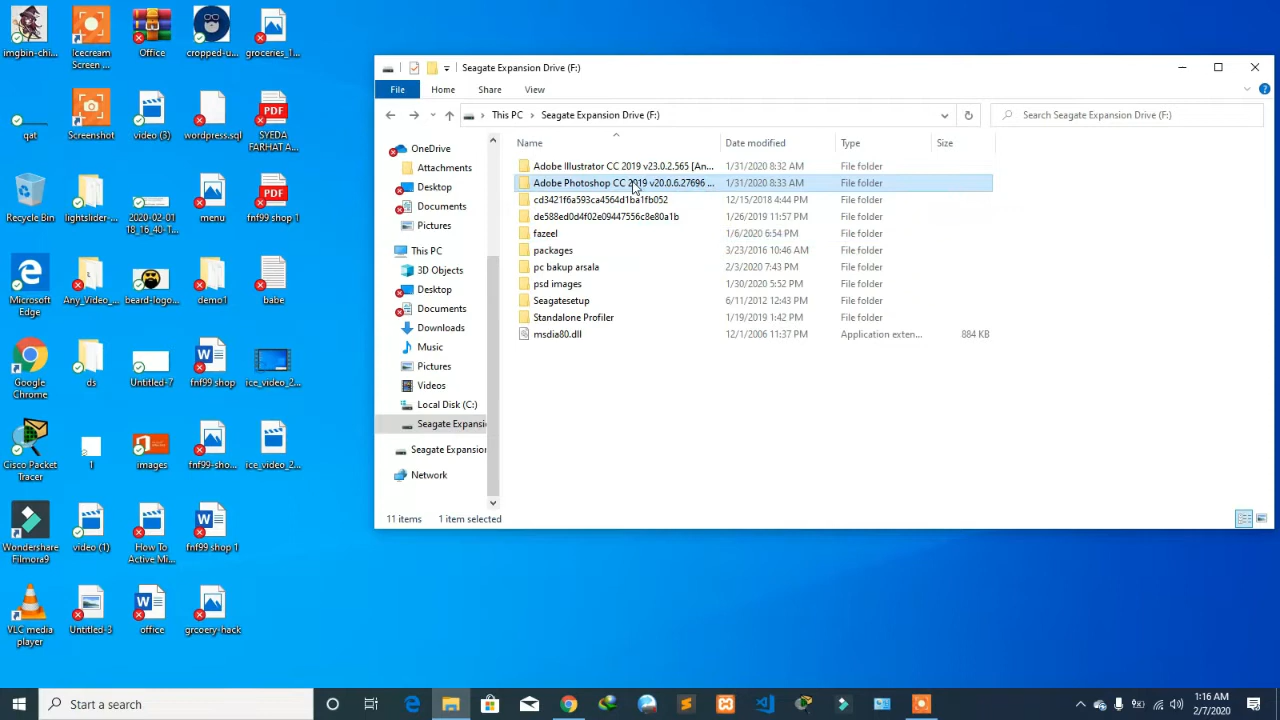 imgbin-chi...
Icecream
Screen ...
Office
cropped-u...
groceries_1...
qat
Screenshot
video (3)
wordpress.sql
PDF
SYEDA
FARHAT A...
Recycle Bin
lightslider-...
2020-02-01
18_16_40-T...
menu
PDF
fnf99 shop 1
Microsoft
Edge
Any_Video_...
beard-logo...
demo1
babe
Google
Chrome
ds
Untitled-7
fnf99 shop
ice_video_2...
Cisco Packet
Tracer
1
images
fnf99-sho...
ice_video_2...
Wondershare
Filmora9
video (1)
How To
Active Mi...
fnf99 shop 1
VLC media
player
Untitled-3
office
grcoery-hack
Seagate Expansion Drive (F:)
File Home Share View
This PC > Seagate Expansion Drive (F:)
Search Seagate Expansion Drive (F:)
OneDrive
Attachments
Desktop
Documents
Pictures
This PC
3D Objects
Desktop
Documents
Downloads
Music
Pictures
Videos
Local Disk (C:)
Seagate Expansi
Seagate Expansion
Network
Name Date modified Type Size
Adobe Illustrator CC 2019 v23.0.2.565 [An... 1/31/2020 8:32 AM File folder
Adobe Photoshop CC 2019 v20.0.6.27696 ... 1/31/2020 8:33 AM File folder
cd3421f6a593ca4564d1ba1fb052 12/15/2018 4:44 PM File folder
de588ed0d4f02e09447556c8e80a1b 1/26/2019 11:57 PM File folder
fazeel 1/6/2020 6:54 PM File folder
packages 3/23/2016 10:46 AM File folder
pc bakup arsala 2/3/2020 7:43 PM File folder
psd images 1/30/2020 5:52 PM File folder
Seagatesetup 6/11/2012 12:43 PM File folder
Standalone Profiler 1/19/2019 1:42 PM File folder
msdia80.dll 12/1/2006 11:37 PM Application exten... 884 KB
11 items 1 item selected
Start a search
1:16 AM
2/7/2020